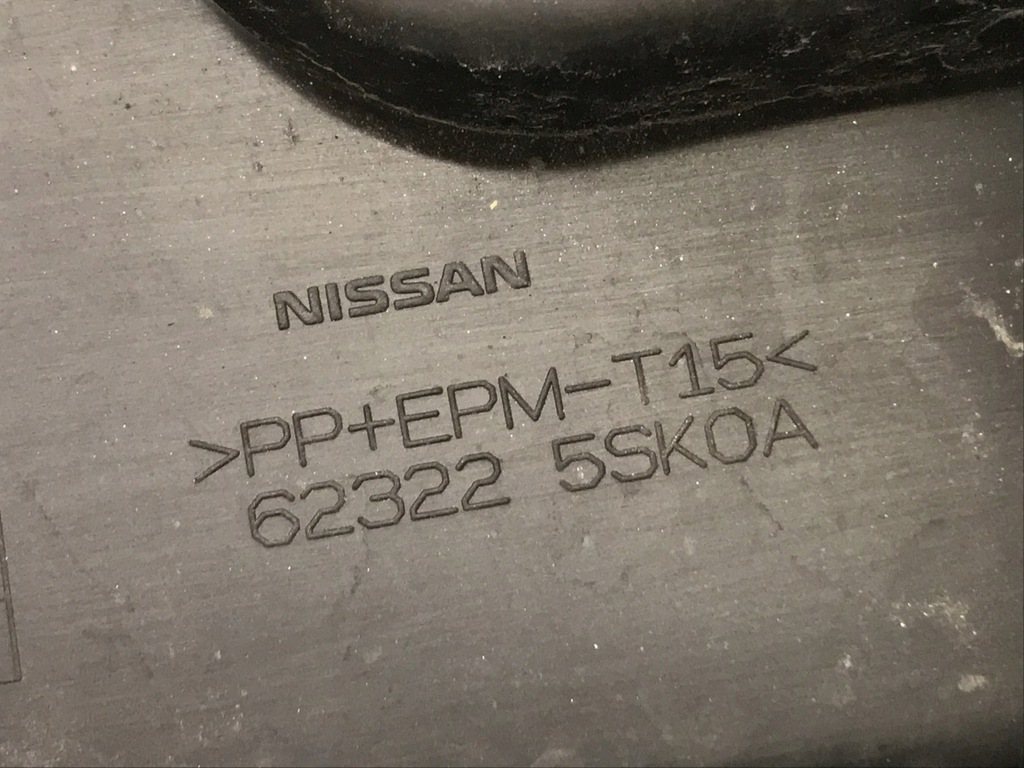 NISSAN
>PP+EPM-T15<
62322 5SK0A